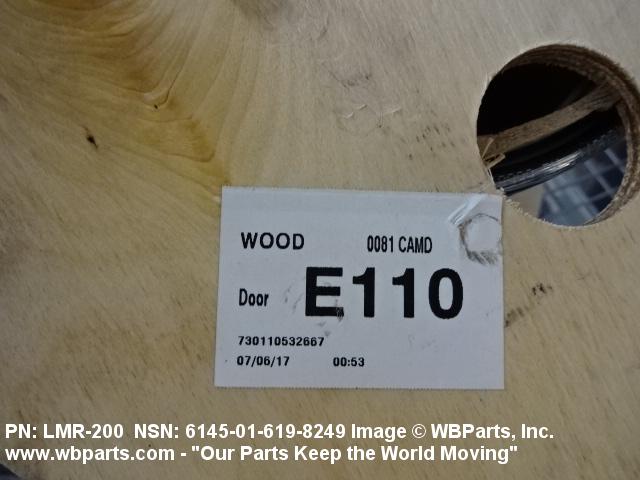 WOOD 0081 CAMD
Door E110
730110532667
07/06/17 00:53
PN: LMR-200 NSN: 6145-01-619-8249 Image © WBParts, Inc.
www.wbparts.com - "Our Parts Keep the World Moving"